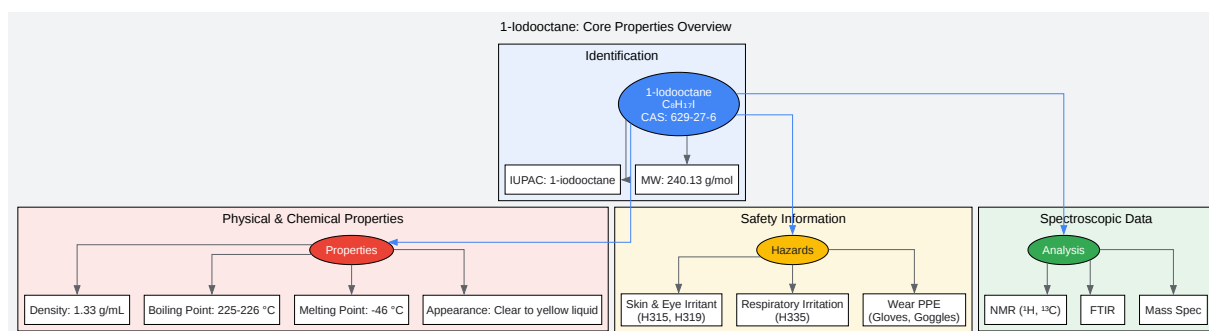 1-Iodooctane: Core Properties Overview
Identification
1-Iodooctane
C₈H₁₇I
CAS: 629-27-6
IUPAC: 1-iodooctane
MW: 240.13 g/mol
Physical & Chemical Properties
Properties
Density: 1.33 g/mL
Boiling Point: 225-226 °C
Melting Point: -46 °C
Appearance: Clear to yellow liquid
Safety Information
Hazards
Skin & Eye Irritant
(H315, H319)
Respiratory Irritation
(H335)
Wear PPE
(Gloves, Goggles)
Spectroscopic Data
Analysis
NMR (¹H, ¹³C)
FTIR
Mass Spec